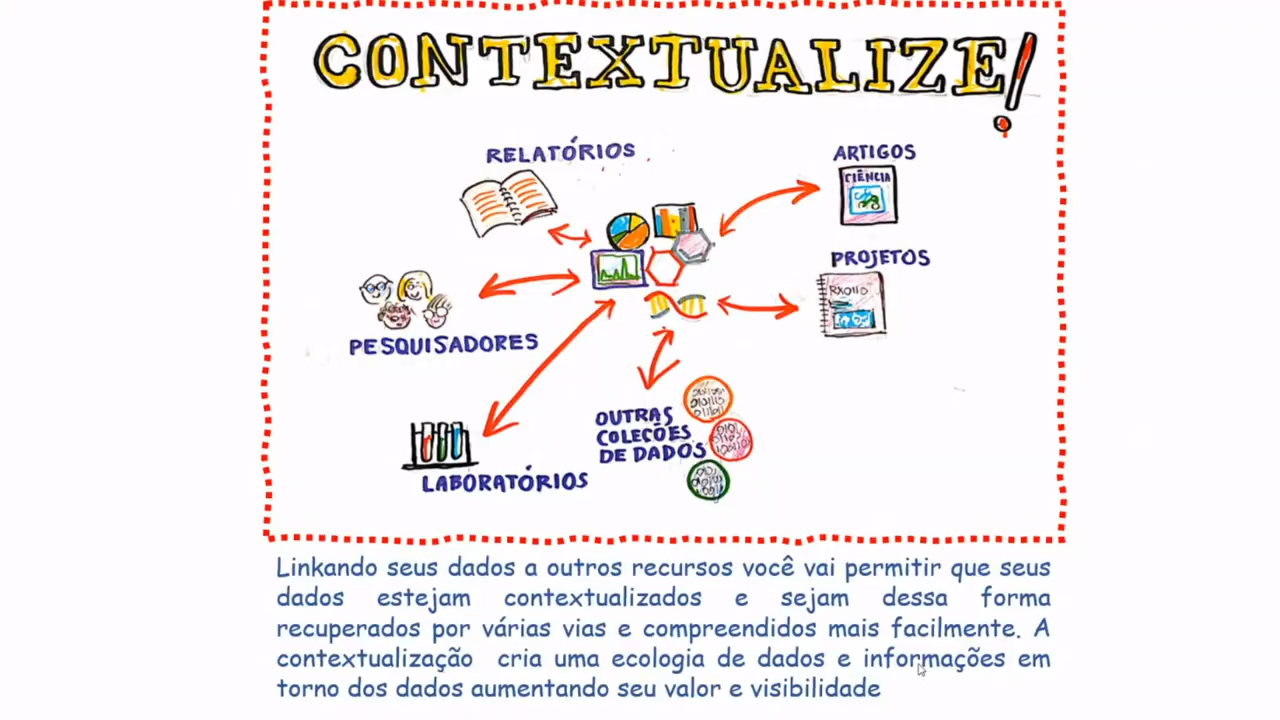 CONTEXTUALIZE!
RELATÓRIOS
ARTIGOS
CIÊNCIA
PROJETOS
PESQUISADORES
OUTRAS
COLEÇÕES
DE DADOS
LABORATÓRIOS
Linkando seus dados a outros recursos você vai permitir que seus
dados estejam contextualizados e sejam dessa forma
recuperados por várias vias e compreendidos mais facilmente. A
contextualização cria uma ecologia de dados e informações em
torno dos dados aumentando seu valor e visibilidade